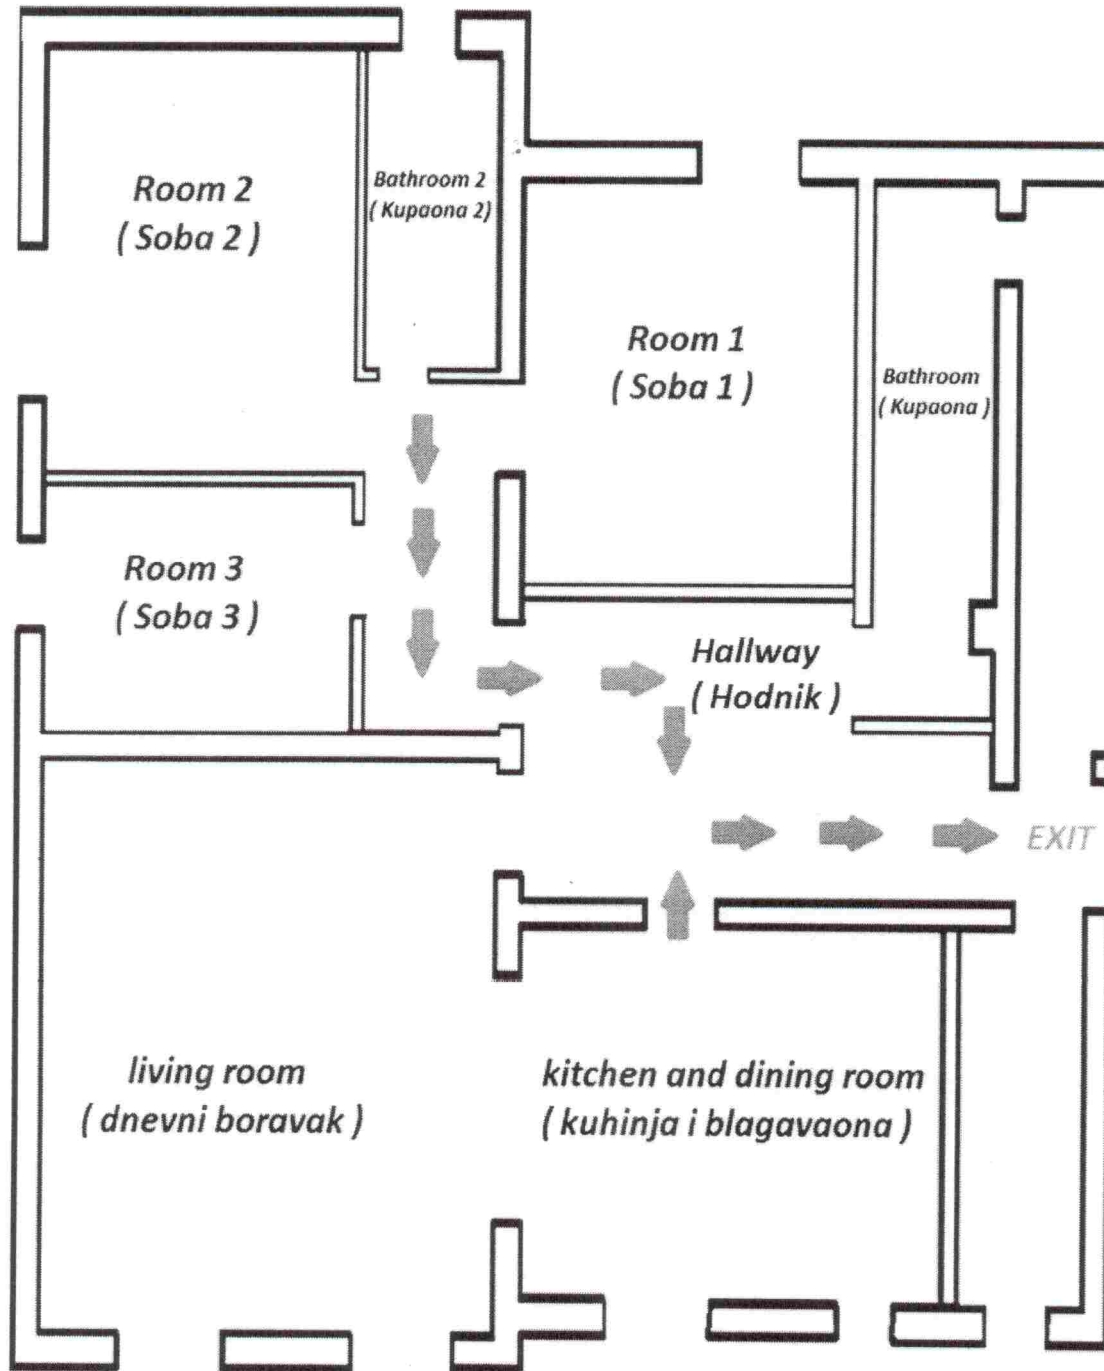 Room 2
( Soba 2 )
Bathroom 2
( Kupaona 2)
Room 1
( Soba 1 )
Bathroom
( Kupaona )
Room 3
( Soba 3 )
Hallway
( Hodnik )
EXIT
living room
( dnevni boravak )
kitchen and dining room
( kuhinja i blagavaona )